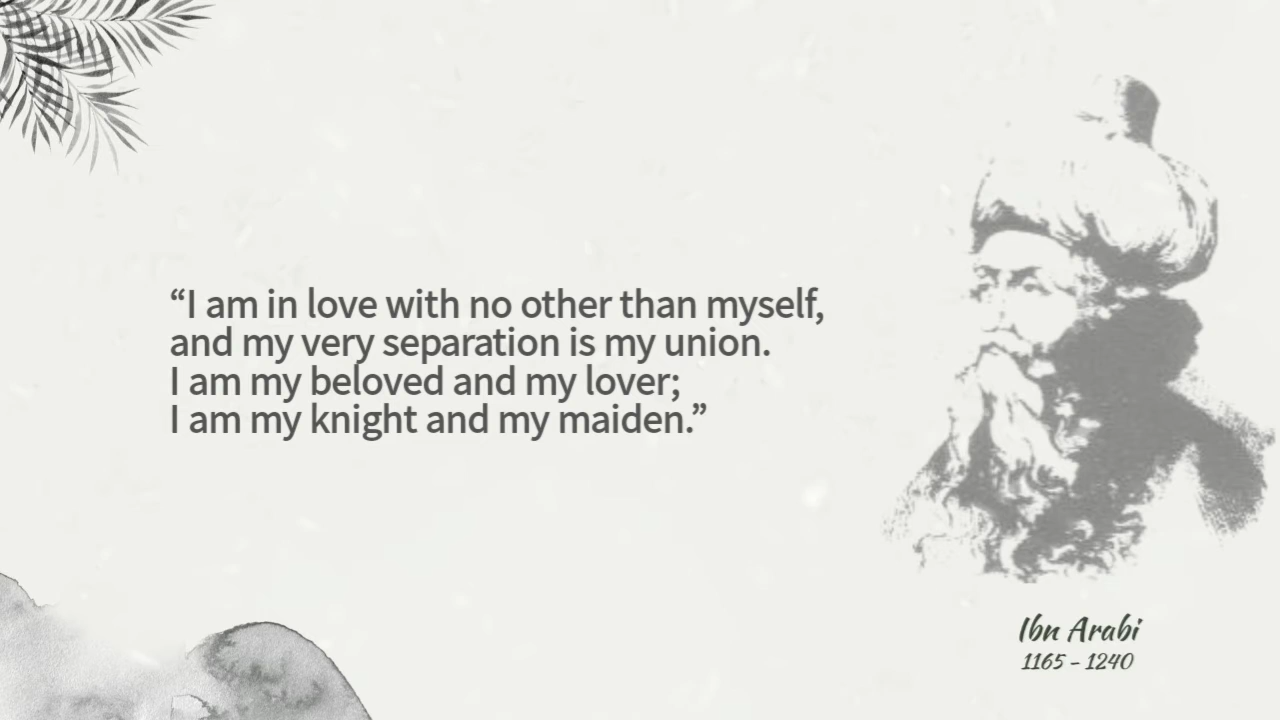 “I am in love with no other than myself,
and my very separation is my union.
I am my beloved and my lover;
I am my knight and my maiden.”
Ibn Arabi
1165 – 1240